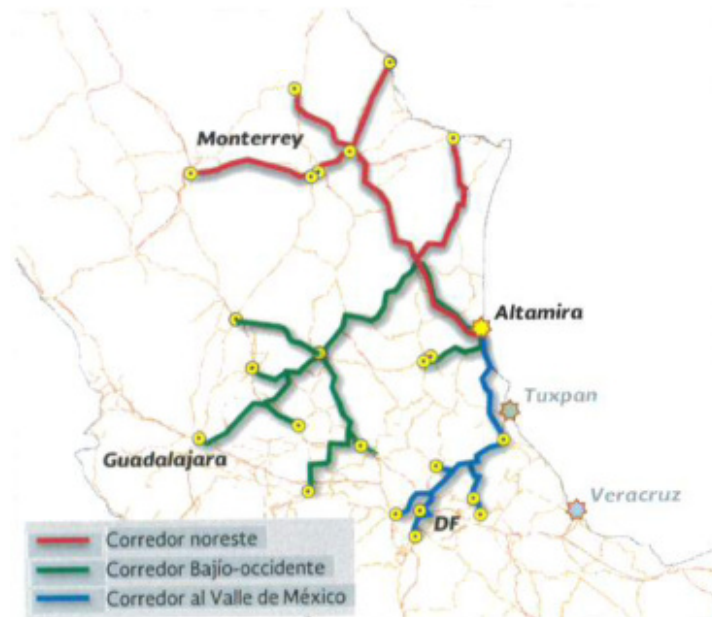 Monterrey
Altamira
Tuxpan
Guadalajara
Veracruz
DF
Corredor noreste
Corredor Bajío-occidente
Corredor al Valle de México